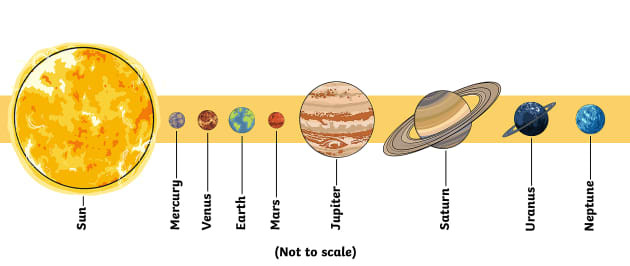 Sun
Mercury
Venus
Earth
Mars
Jupiter
Saturn
Uranus
Neptune
(Not to scale)